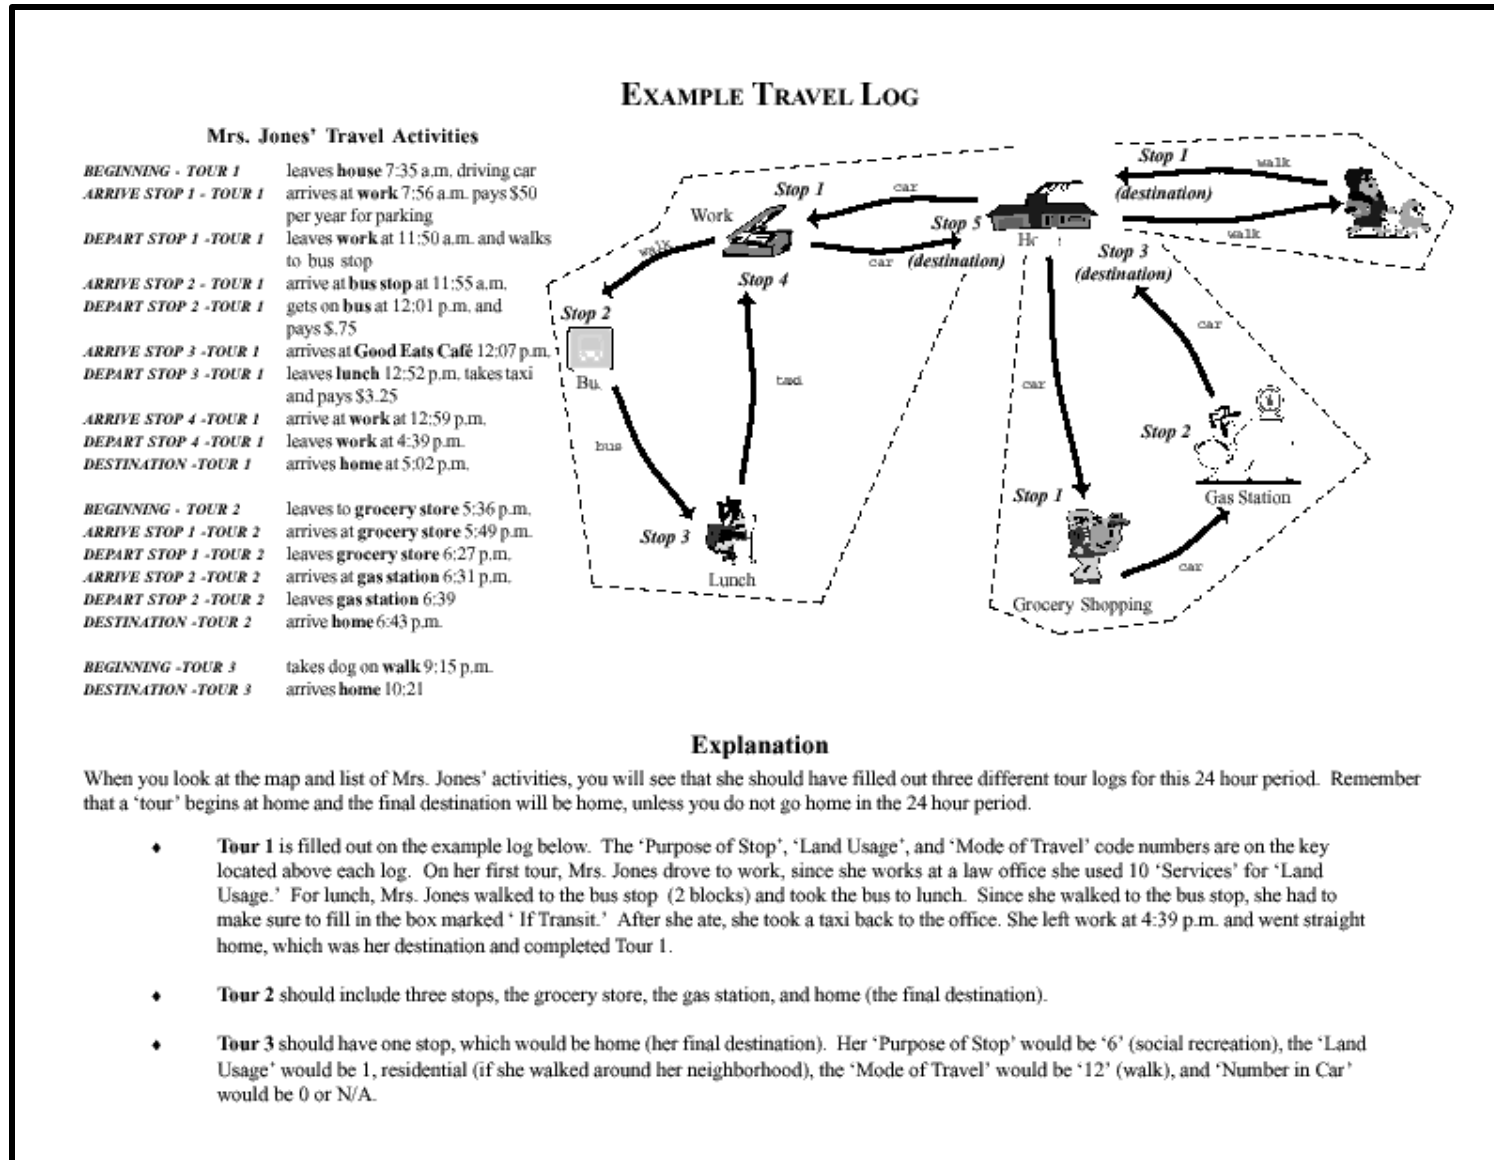 EXAMPLE TRAVEL LOG
Mrs. Jones' Travel Activities
BEGINNING - TOUR 1 leaves house 7:35 a.m. driving car
ARRIVE STOP 1 - TOUR 1 arrives at work 7:56 a.m. pays $50
per year for parking
DEPART STOP 1 -TOUR 1 leaves work at 11:50 a.m. and walks
to bus stop
ARRIVE STOP 2 - TOUR 1 arrive at bus stop at 11:55 a.m.
DEPART STOP 2 -TOUR 1 gets on bus at 12:01 p.m. and
pays $.75
ARRIVE STOP 3 -TOUR 1 arrives at Good Eats Café 12:07 p.m.
DEPART STOP 3 -TOUR 1 leaves lunch 12:52 p.m. takes taxi
and pays $3.25
ARRIVE STOP 4 -TOUR 1 arrive at work at 12:59 p.m.
DEPART STOP 4 -TOUR 1 leaves work at 4:39 p.m.
DESTINATION -TOUR 1 arrives home at 5:02 p.m.
BEGINNING - TOUR 2 leaves to grocery store 5:36 p.m.
ARRIVE STOP 1 -TOUR 2 arrives at grocery store 5:49 p.m.
DEPART STOP 1 -TOUR 2 leaves grocery store 6:27 p.m.
ARRIVE STOP 2 -TOUR 2 arrives at gas station 6:31 p.m.
DEPART STOP 2 -TOUR 2 leaves gas station 6:39
DESTINATION -TOUR 2 arrive home 6:43 p.m.
BEGINNING -TOUR 3 takes dog on walk 9:15 p.m.
DESTINATION -TOUR 3 arrives home 10:21
Stop 1
walk
(destination)
walk
Stop 1
car
Work
Stop 5
car
(destination)
walk
Stop 4
Stop 3
(destination)
Stop 2
car
taxi
car
bus
Stop 2
Gas Station
Stop 1
Stop 3
car
Lunch
Grocery Shopping
Explanation
When you look at the map and list of Mrs. Jones' activities, you will see that she should have filled out three different tour logs for this 24 hour period. Remember
that a 'tour' begins at home and the final destination will be home, unless you do not go home in the 24 hour period.
♦ Tour 1 is filled out on the example log below. The 'Purpose of Stop', 'Land Usage', and 'Mode of Travel' code numbers are on the key
located above each log. On her first tour, Mrs. Jones drove to work, since she works at a law office she used 10 'Services' for 'Land
Usage.' For lunch, Mrs. Jones walked to the bus stop (2 blocks) and took the bus to lunch. Since she walked to the bus stop, she had to
make sure to fill in the box marked ' If Transit.' After she ate, she took a taxi back to the office. She left work at 4:39 p.m. and went straight
home, which was her destination and completed Tour 1.
♦ Tour 2 should include three stops, the grocery store, the gas station, and home (the final destination).
♦ Tour 3 should have one stop, which would be home (her final destination). Her 'Purpose of Stop' would be '6' (social recreation), the 'Land
Usage' would be 1, residential (if she walked around her neighborhood), the 'Mode of Travel' would be '12' (walk), and 'Number in Car'
would be 0 or N/A.